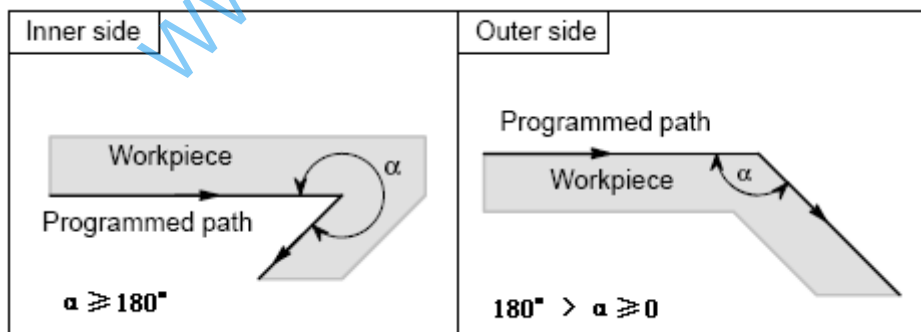 Inner side
Workpiece
α
Programmed path
α ≥ 180°
Outer side
Programmed path
Workpiece
α
180° > α ≥ 0